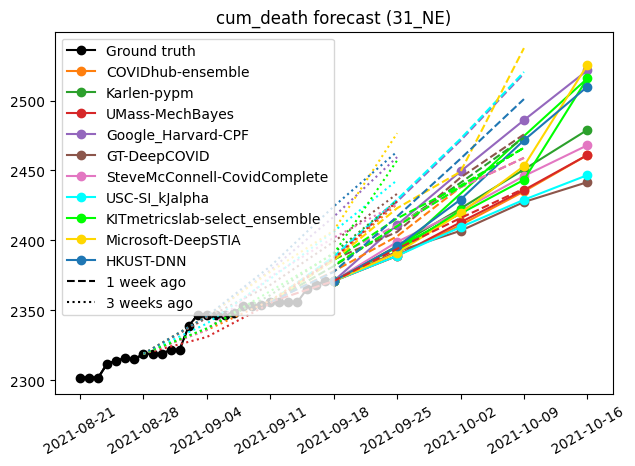 cum_death forecast (31_NE)
Ground truth
COVIDhub-ensemble
Karlen-pypm
UMass-MechBayes
Google_Harvard-CPF
GT-DeepCOVID
SteveMcConnell-CovidComplete
USC-SI_kJalpha
KITmetricslab-select_ensemble
Microsoft-DeepSTIA
HKUST-DNN
1 week ago
3 weeks ago
2500
2450
2400
2350
2300
2021-08-21
2021-08-28
2021-09-04
2021-09-11
2021-09-18
2021-09-25
2021-10-02
2021-10-09
2021-10-16